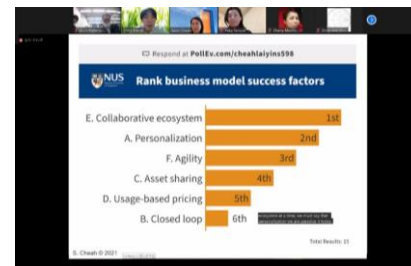 Respond at PollEv.com/cheahlaiyins598
NUS Rank business model success factors
E. Collaborative ecosystem 1st
A. Personalization 2nd
F. Agility 3rd
C. Asset sharing 4th
D. Usage-based pricing 5th
B. Closed loop 6th
Total Results: 21
S. Cheah © 2021